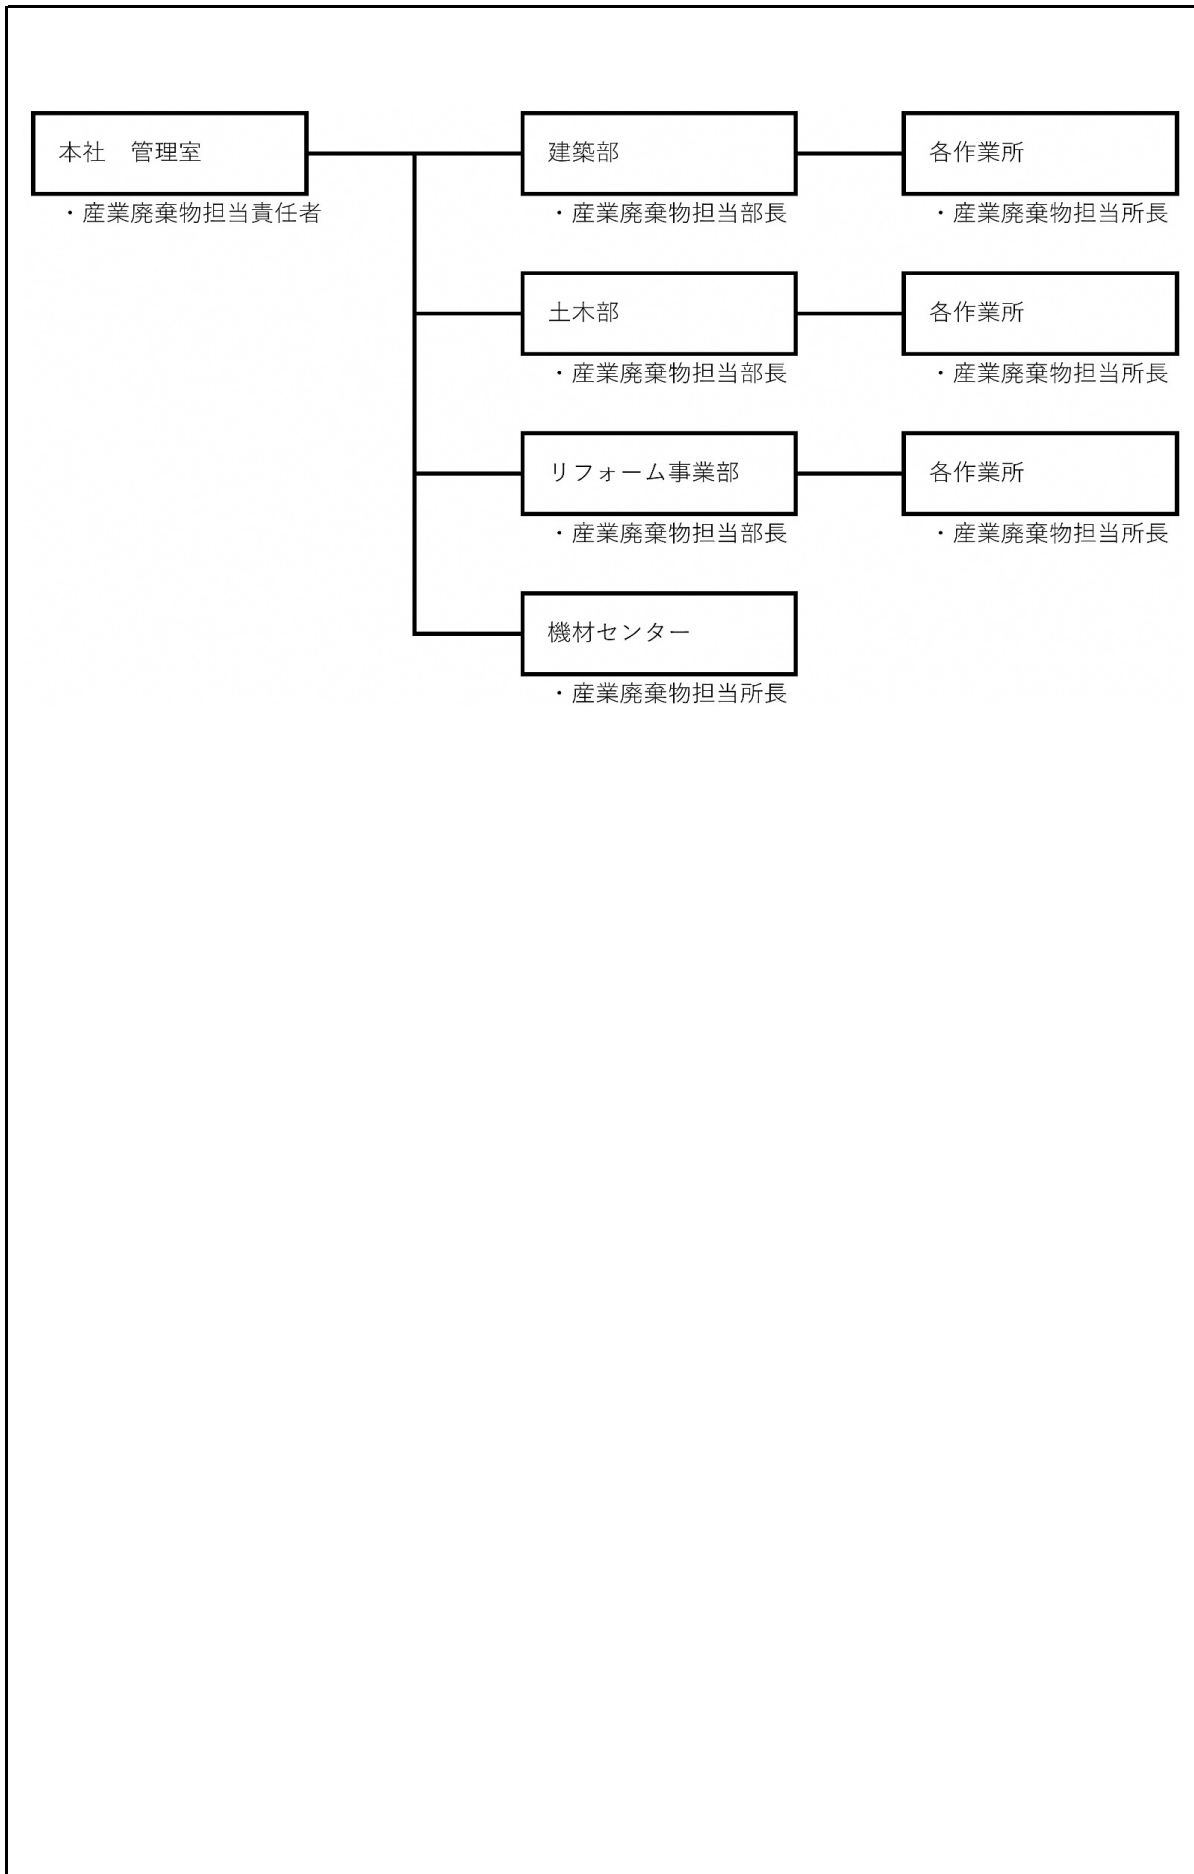 本社　管理室
・産業廃棄物担当責任者
建築部
・産業廃棄物担当部長
各作業所
・産業廃棄物担当所長
土木部
・産業廃棄物担当部長
各作業所
・産業廃棄物担当所長
リフォーム事業部
・産業廃棄物担当部長
各作業所
・産業廃棄物担当所長
機材センター
・産業廃棄物担当所長